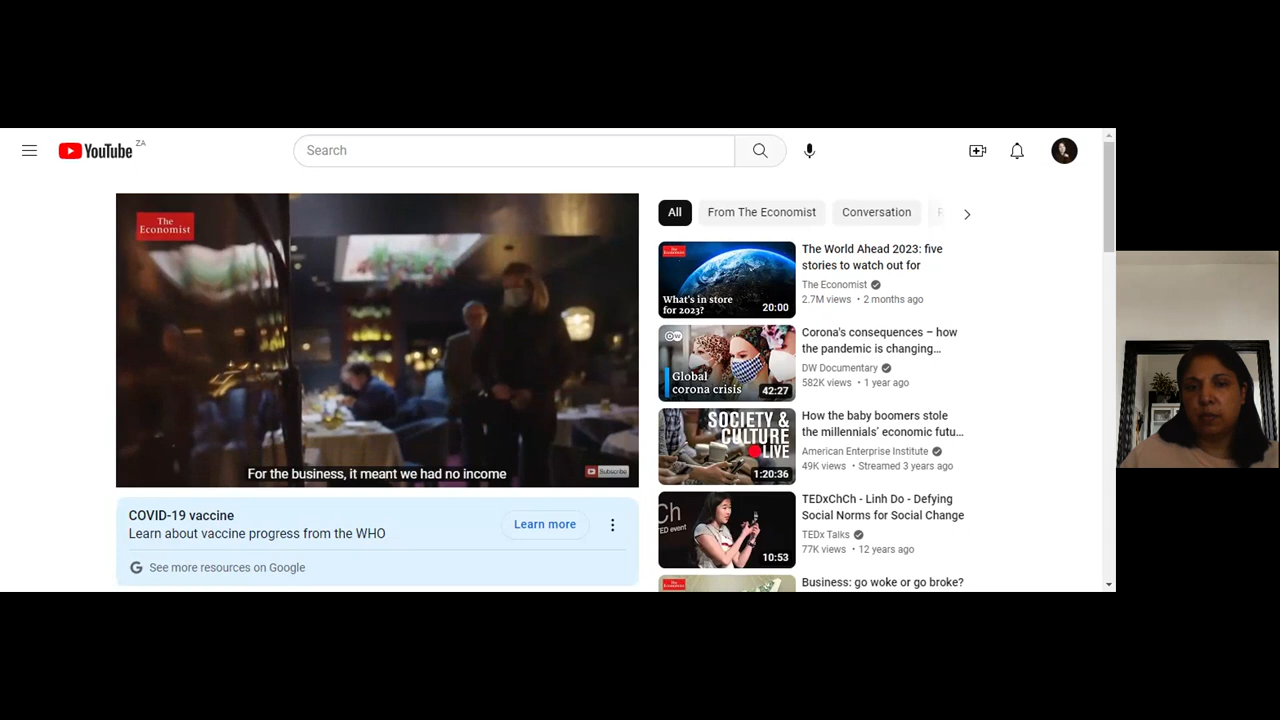 YouTube ZA
Search
The
Economist
For the business, it meant we had no income
Subscribe
COVID-19 vaccine
Learn about vaccine progress from the WHO
Learn more
See more resources on Google
All
From The Economist
Conversation
What's in store
for 2023?
20:00
The World Ahead 2023: five
stories to watch out for
The Economist
2.7M views • 2 months ago
Global
corona crisis
42:27
Corona's consequences – how
the pandemic is changing…
DW Documentary
582K views • 1 year ago
SOCIETY &
CULTURE
LIVE
1:20:36
How the baby boomers stole
the millennials' economic futu…
American Enterprise Institute
49K views • Streamed 3 years ago
Ch
ED event
10:53
TEDxChCh - Linh Do - Defying
Social Norms for Social Change
TEDx Talks
77K views • 12 years ago
Business: go woke or go broke?